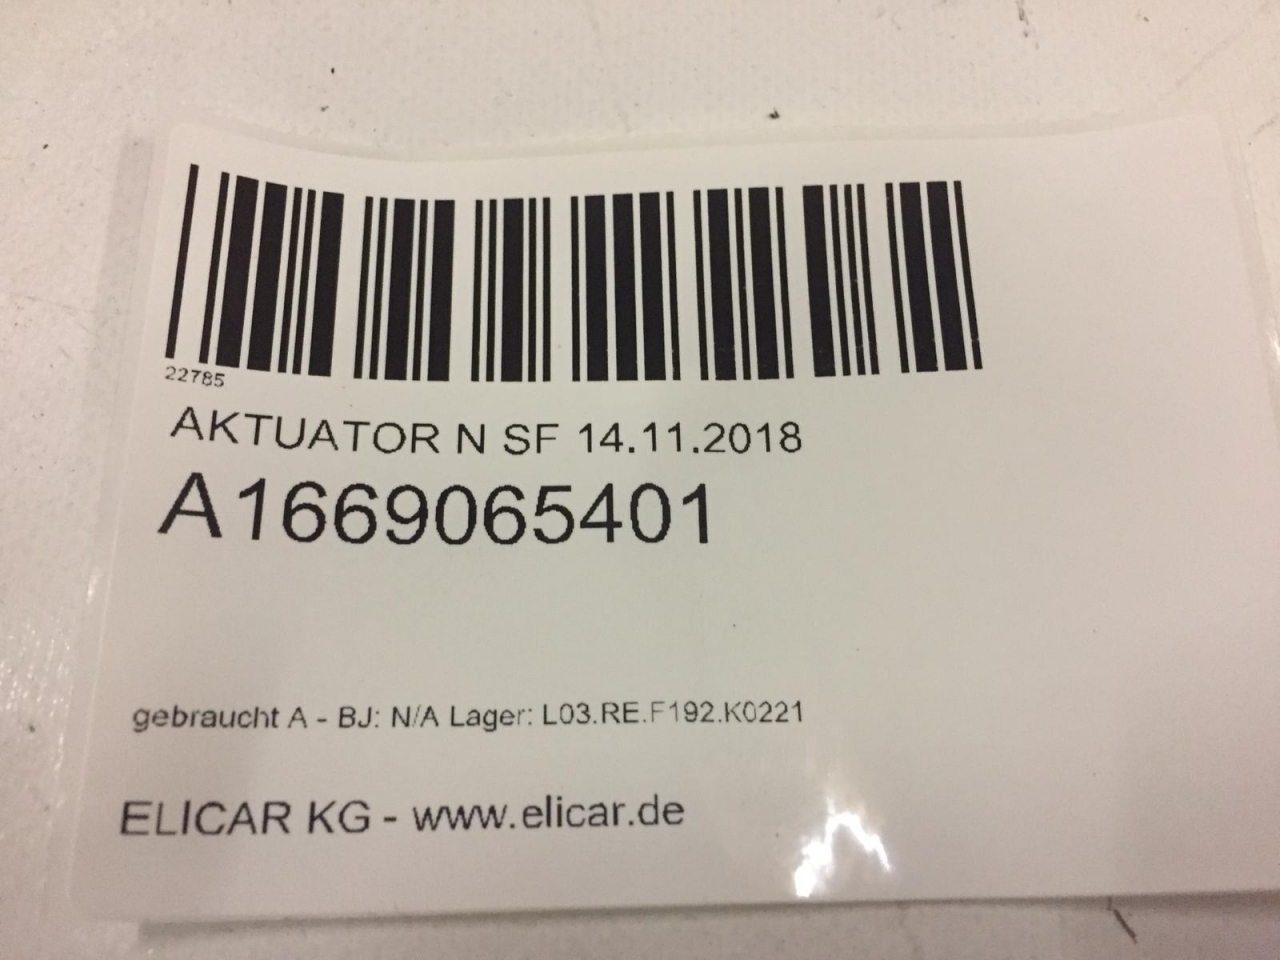 22785
AKTUATOR N SF 14.11.2018
A1669065401
gebraucht A - BJ: N/A Lager: L03.RE.F192.K0221
ELICAR KG - www.elicar.de